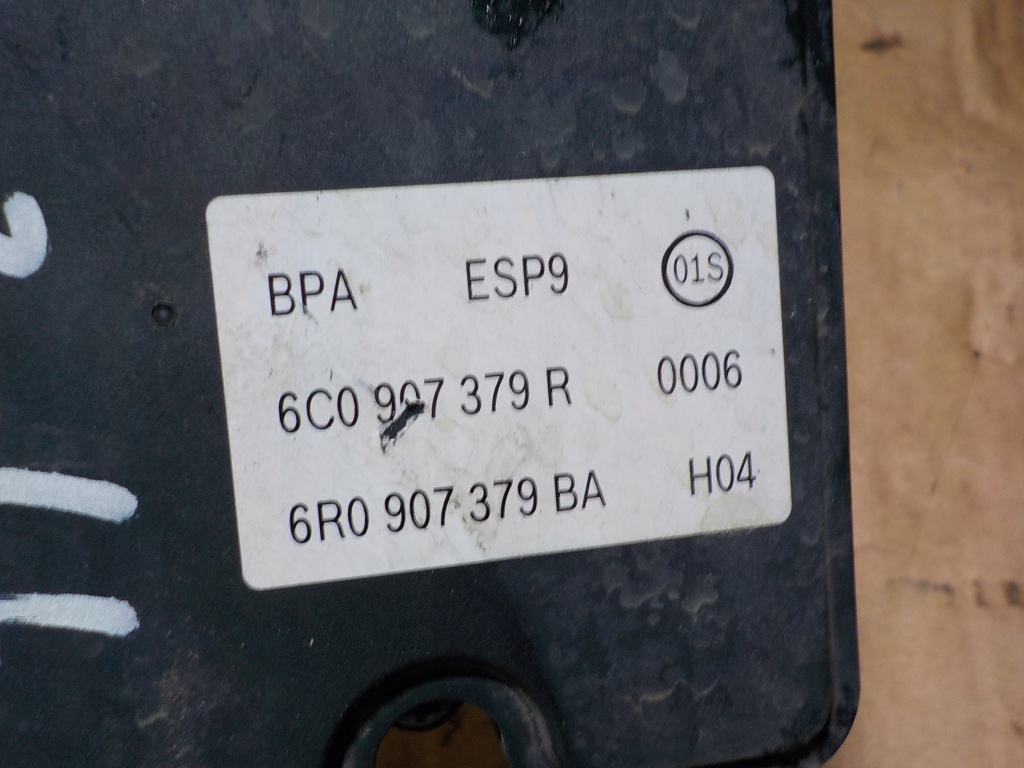 BPA ESP9 01S
6C0 907 379 R 0006
6R0 907 379 BA H04